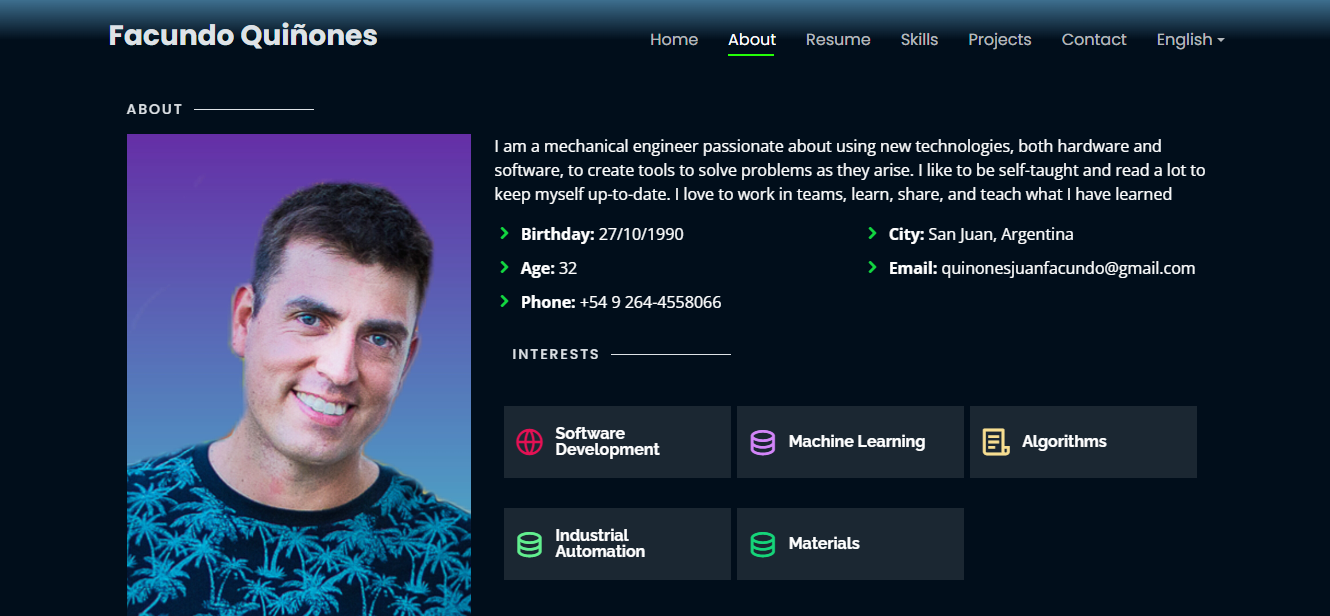 Facundo Quiñones
Home About Resume Skills Projects Contact English
ABOUT
I am a mechanical engineer passionate about using new technologies, both hardware and
software, to create tools to solve problems as they arise. I like to be self-taught and read a lot to
keep myself up-to-date. I love to work in teams, learn, share, and teach what I have learned
Birthday: 27/10/1990
Age: 32
Phone: +54 9 264-4558066
City: San Juan, Argentina
Email: quinonesjuanfacundo@gmail.com
INTERESTS
Software
Development
Machine Learning
Algorithms
Industrial
Automation
Materials